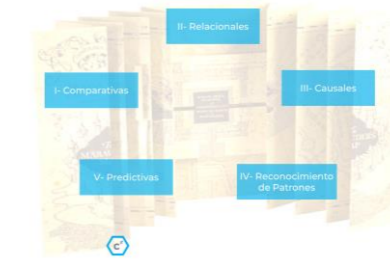 II- Relacionales
I- Comparativas
III- Causales
V- Predictivas
IV- Reconocimiento
de Patrones